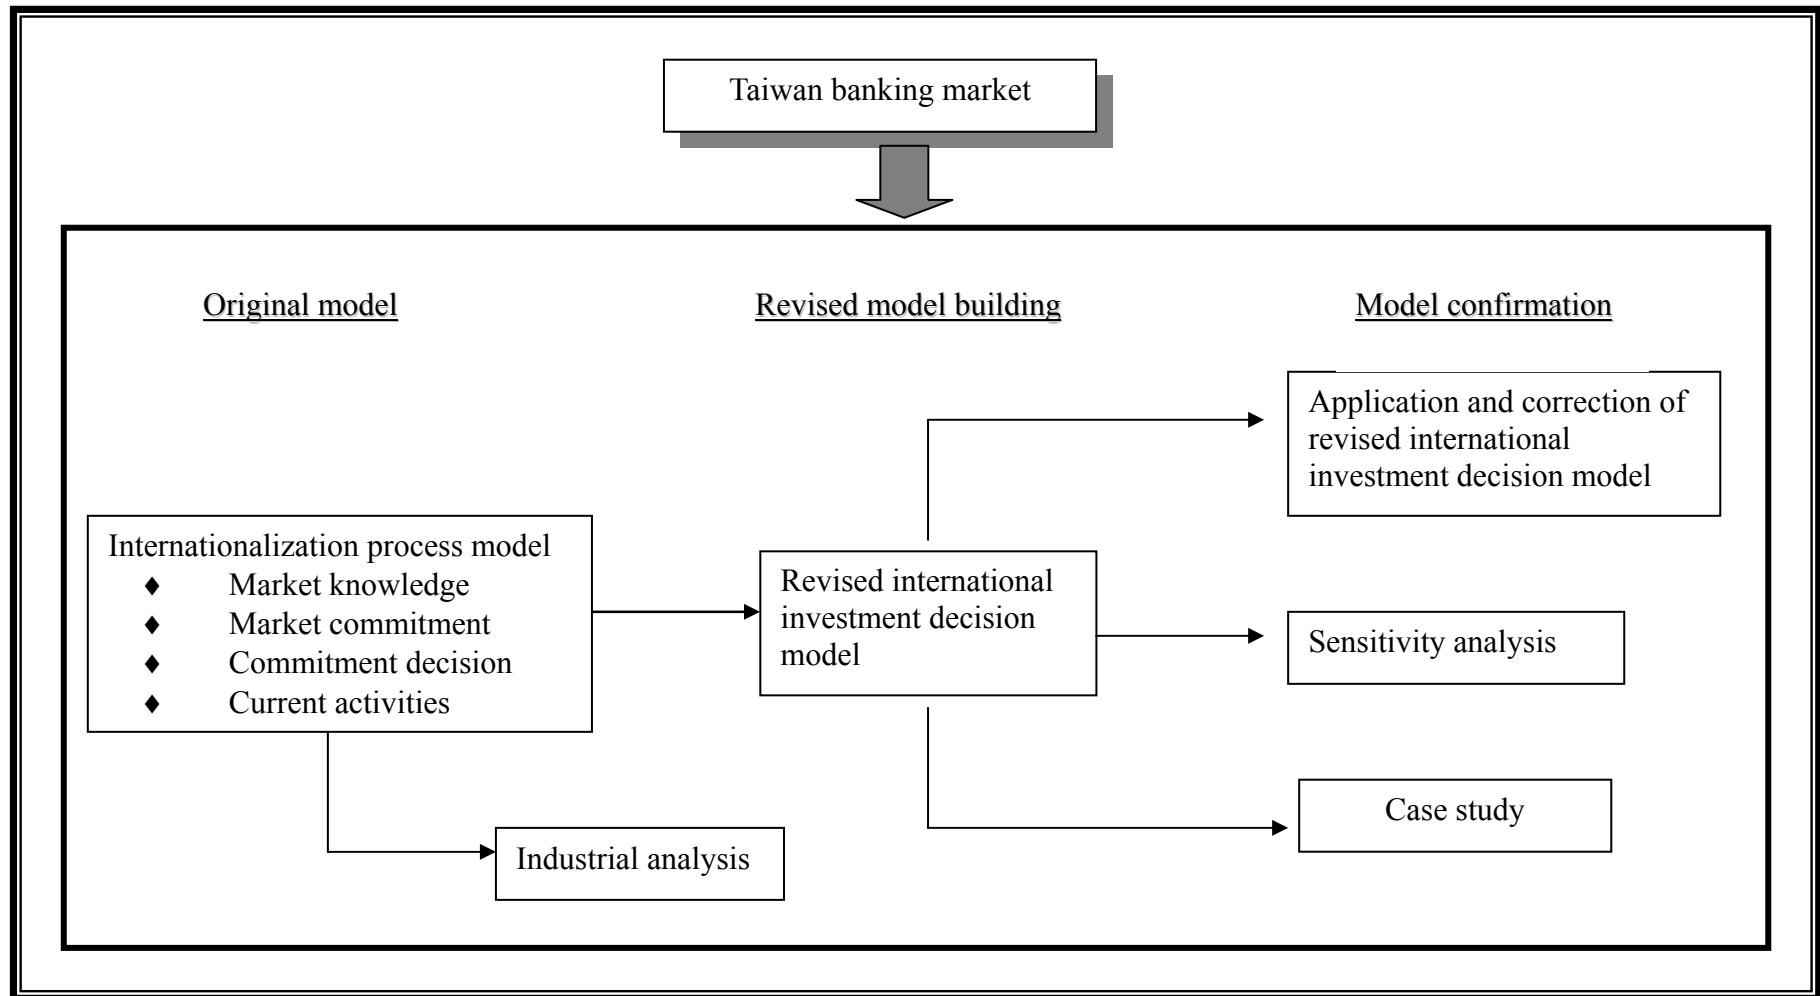 Taiwan banking market
Original model
Revised model building
Model confirmation
Application and correction of
revised international
investment decision model
Internationalization process model
♦ Market knowledge
♦ Market commitment
♦ Commitment decision
♦ Current activities
Revised international
investment decision
model
Sensitivity analysis
Case study
Industrial analysis